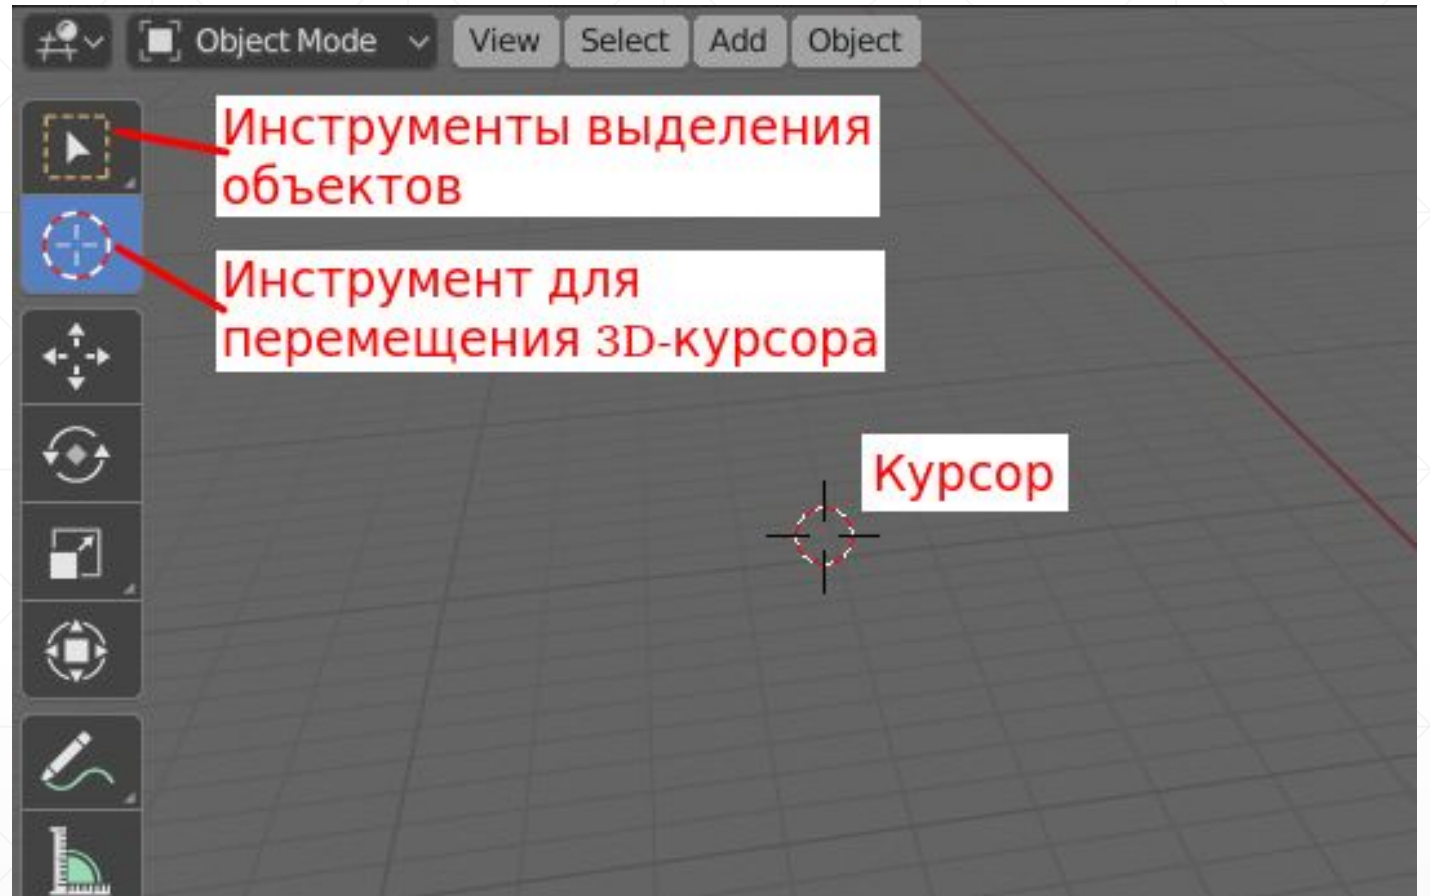 Object Mode View Select Add Object
Инструменты выделения
объектов
Инструмент для
перемещения 3D-курсора
Курсор